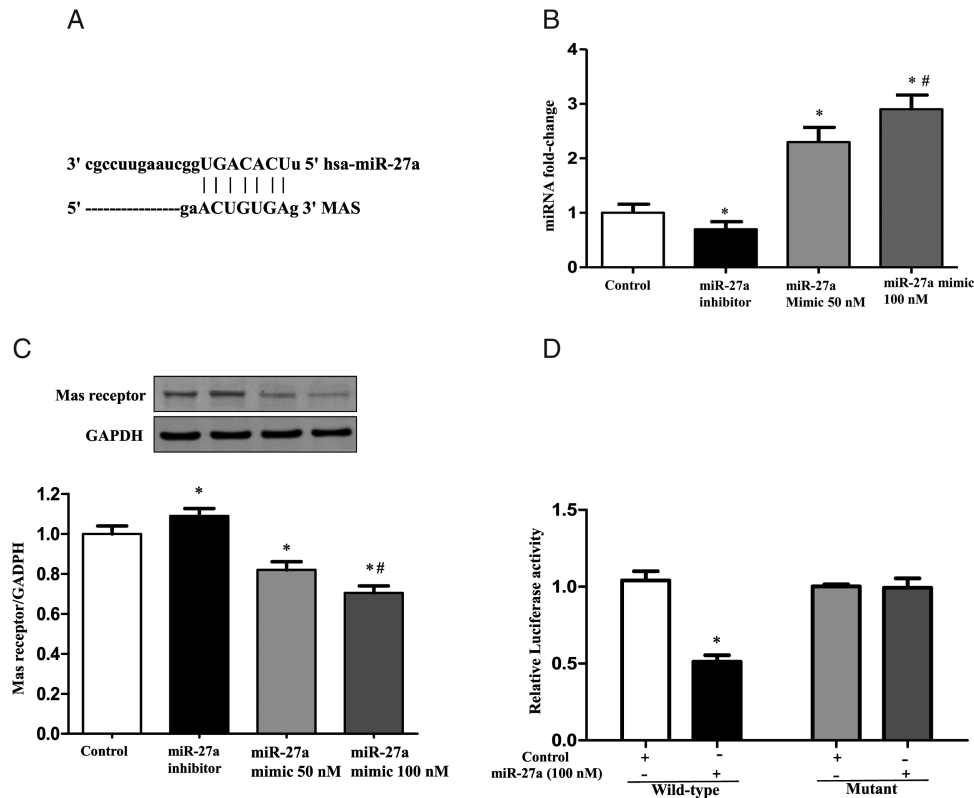 A
3' cgccuugaaucggUGACACUu 5' hsa-miR-27a
5' ----------------gaACUGUGAg 3' MAS
B
miRNA fold-change
4
3
2
1
0
*
*
* #
Control
miR-27a
inhibitor
miR-27a
Mimic 50 nM
miR-27a mimic
100 nM
C
Mas receptor
GAPDH
Mas receptor/GADPH
1.2
1.0
0.8
0.6
0.4
0.2
0.0
*
*
*#
Control
miR-27a
inhibitor
miR-27a
mimic 50 nM
miR-27a
mimic 100 nM
D
Relative Luciferase activity
1.5
1.0
0.5
0.0
*
Control + - + -
miR-27a (100 nM) - + - +
Wild-type Mutant